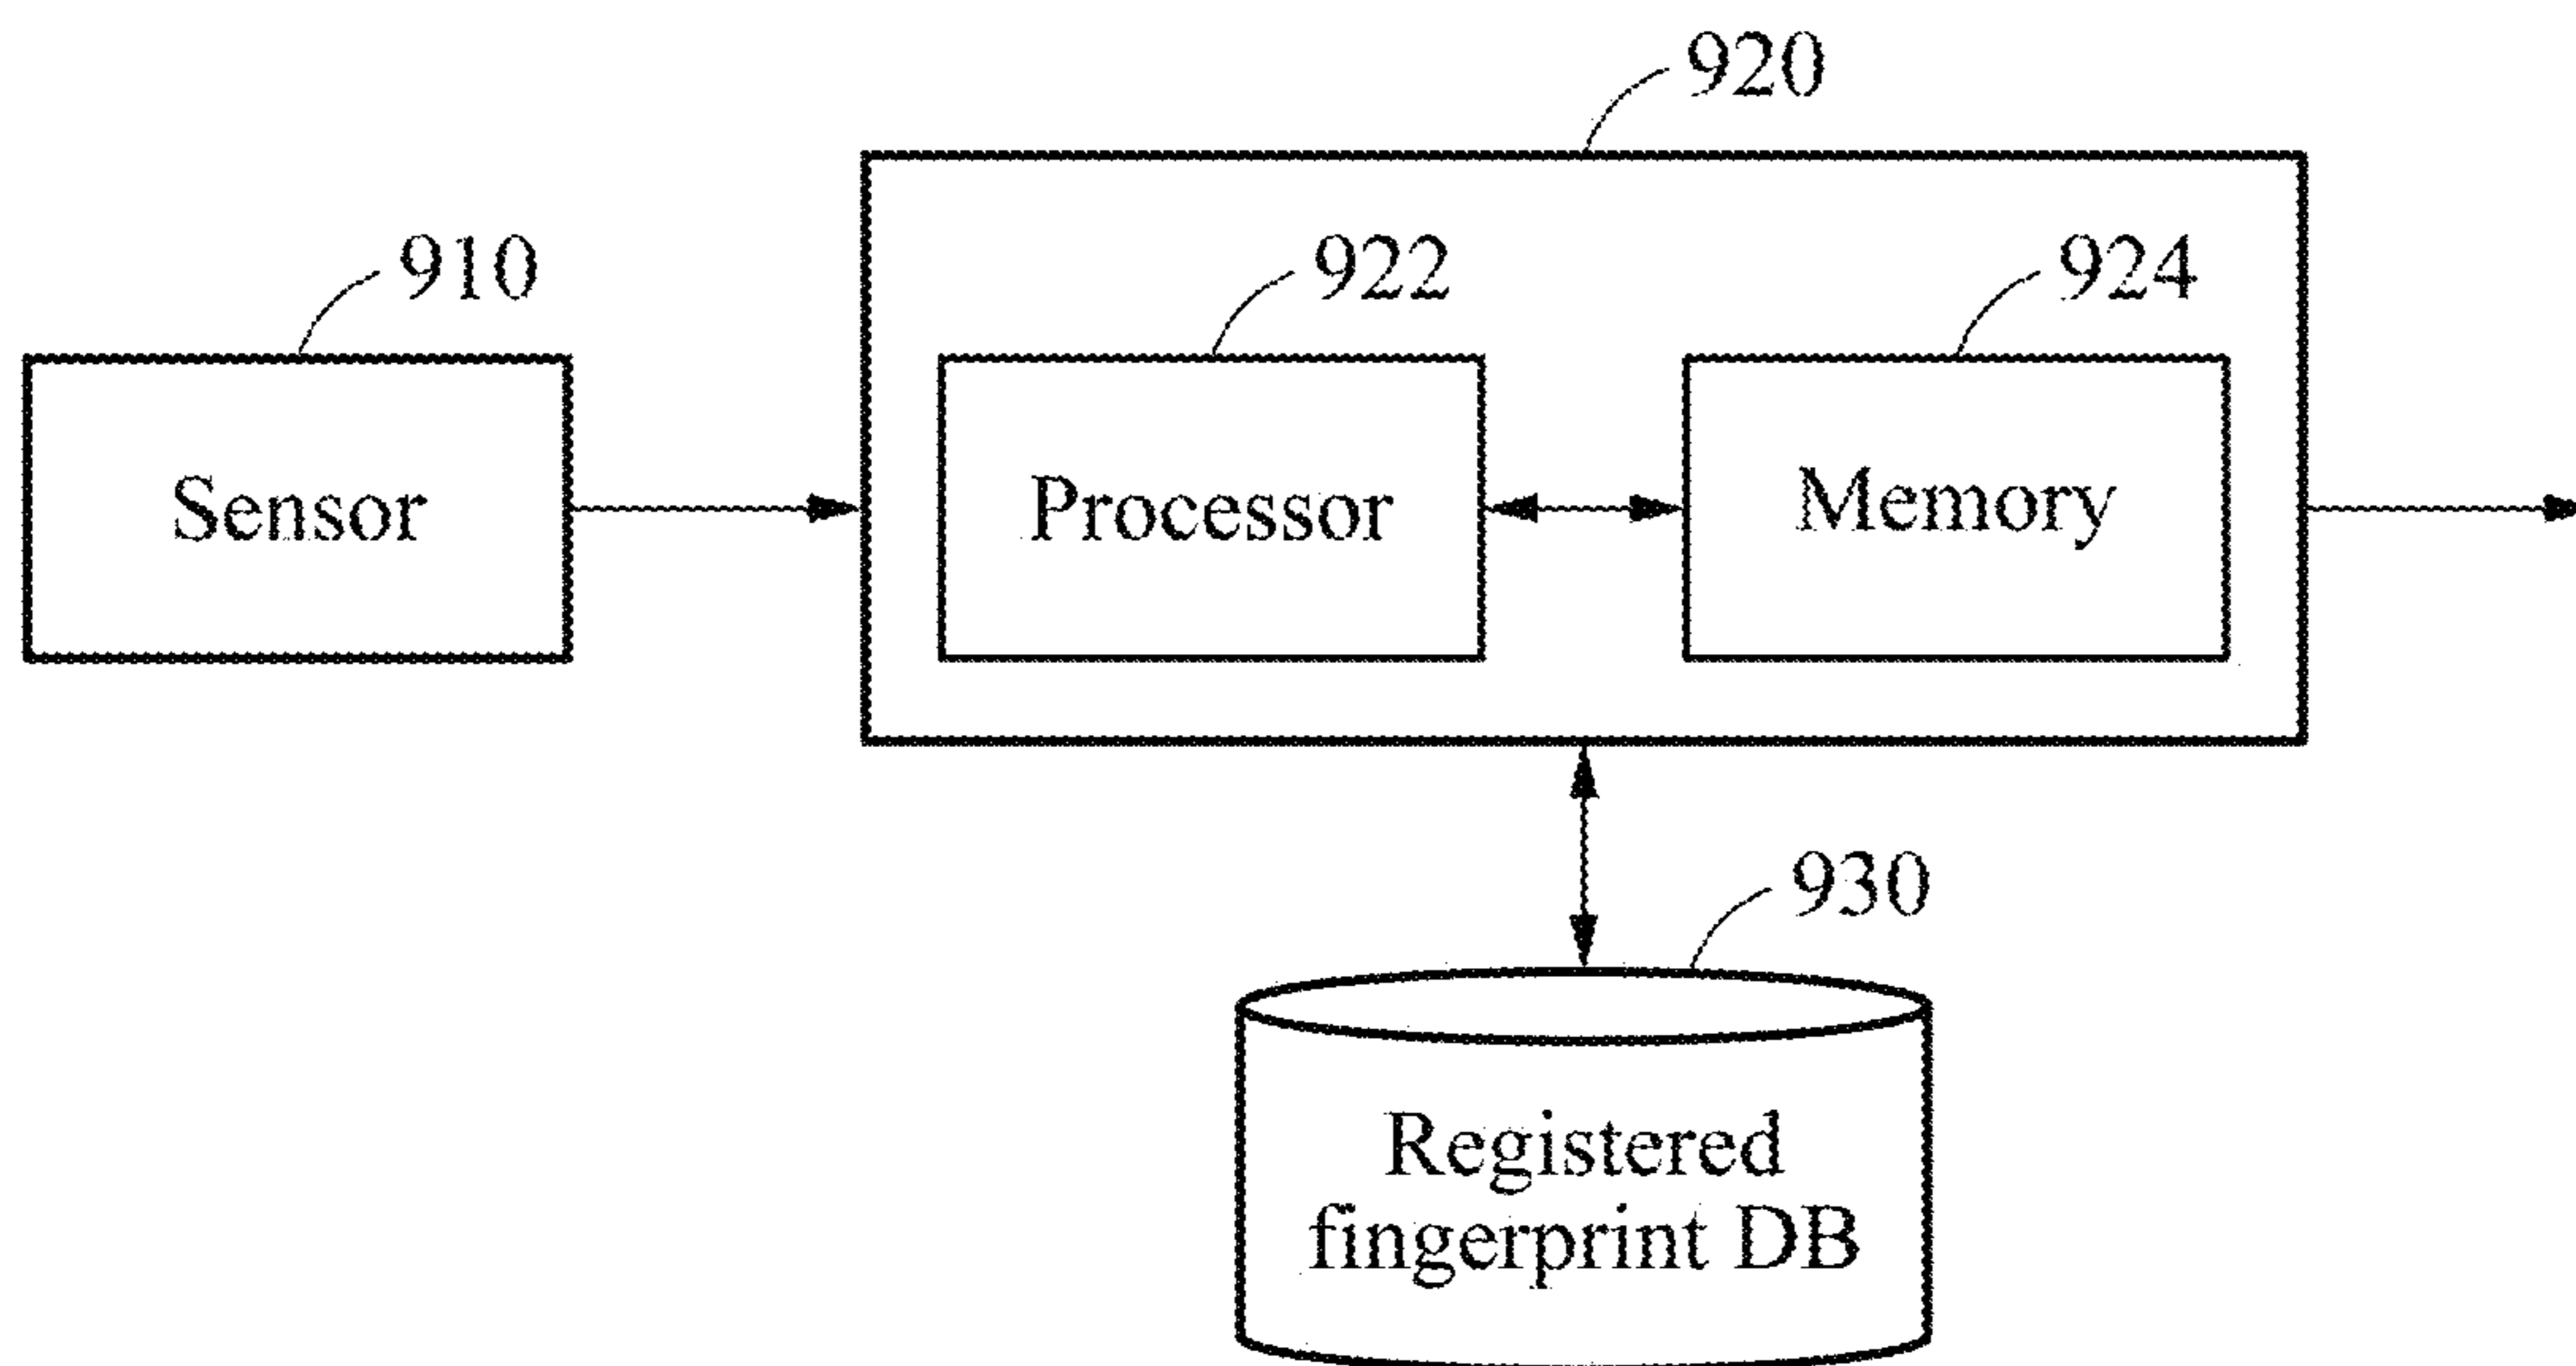 920
910
922
924
Sensor
Processor
Memory
930
Registered
fingerprint DB